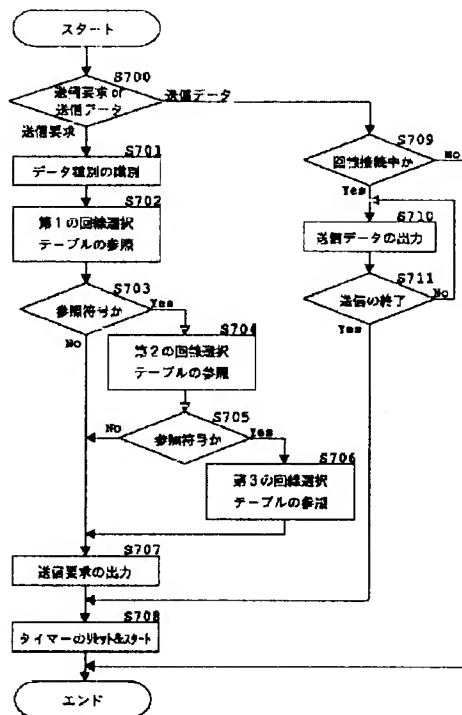 スタート
S700
送信要求 or
送信データ
送信データ
送信要求
S701
データ種別の識別
S702
第1の回線選択
テーブルの参照
S703
参照符号か
Yes
No
S704
第2の回線選択
テーブルの参照
S705
参照符号か
No
Yes
S706
第3の回線選択
テーブルの参照
S707
送信要求の出力
S708
タイマーのリセット&スタート
エンド
S709
回線接続中か
No
Yes
S710
送信データの出力
S711
送信の終了
No
Yes